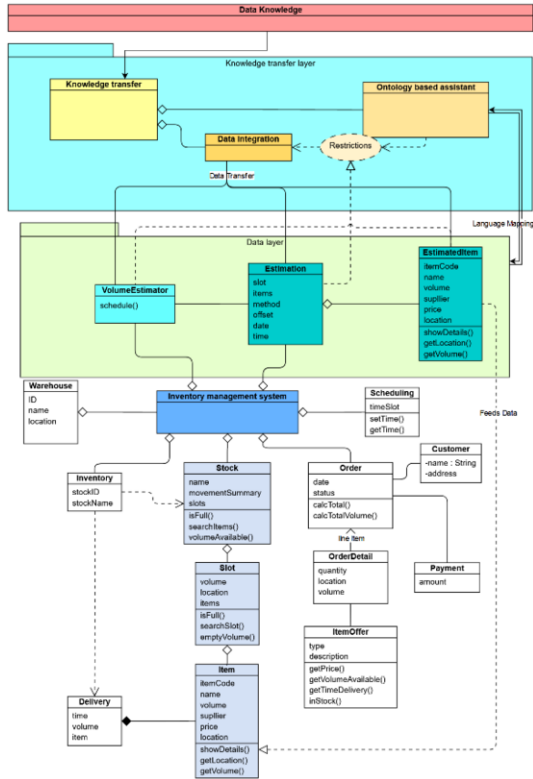 Data Knowledge
Knowledge transfer layer
Knowledge transfer
Ontology based assistant
Data Integration
Restrictions
Data Transfer
Language Mapping
Data layer
VolumeEstimator
schedule()
Estimation
slot
items
method
offset
date
time
EstimatedItem
itemCode
name
volume
supllier
price
location
showDetails()
getLocation()
getVolume()
Warehouse
ID
name
location
Inventory management system
Scheduling
timeSlot
setTime()
getTime()
Feeds Data
Inventory
stockID
stockName
Stock
name
movementSummary
slots
isFull()
searchItems()
volumeAvailable()
Order
date
status
calcTotal()
calcTotalVolume()
Customer
-name : String
-address
line item
Slot
volume
location
items
isFull()
searchSlot()
emptyVolume()
OrderDetail
quantity
location
volume
Payment
amount
ItemOffer
type
description
getPrice()
getVolumeAvailable()
getTimeDelivery()
inStock()
Delivery
time
volume
item
Item
itemCode
name
volume
supllier
price
location
showDetails()
getLocation()
getVolume()